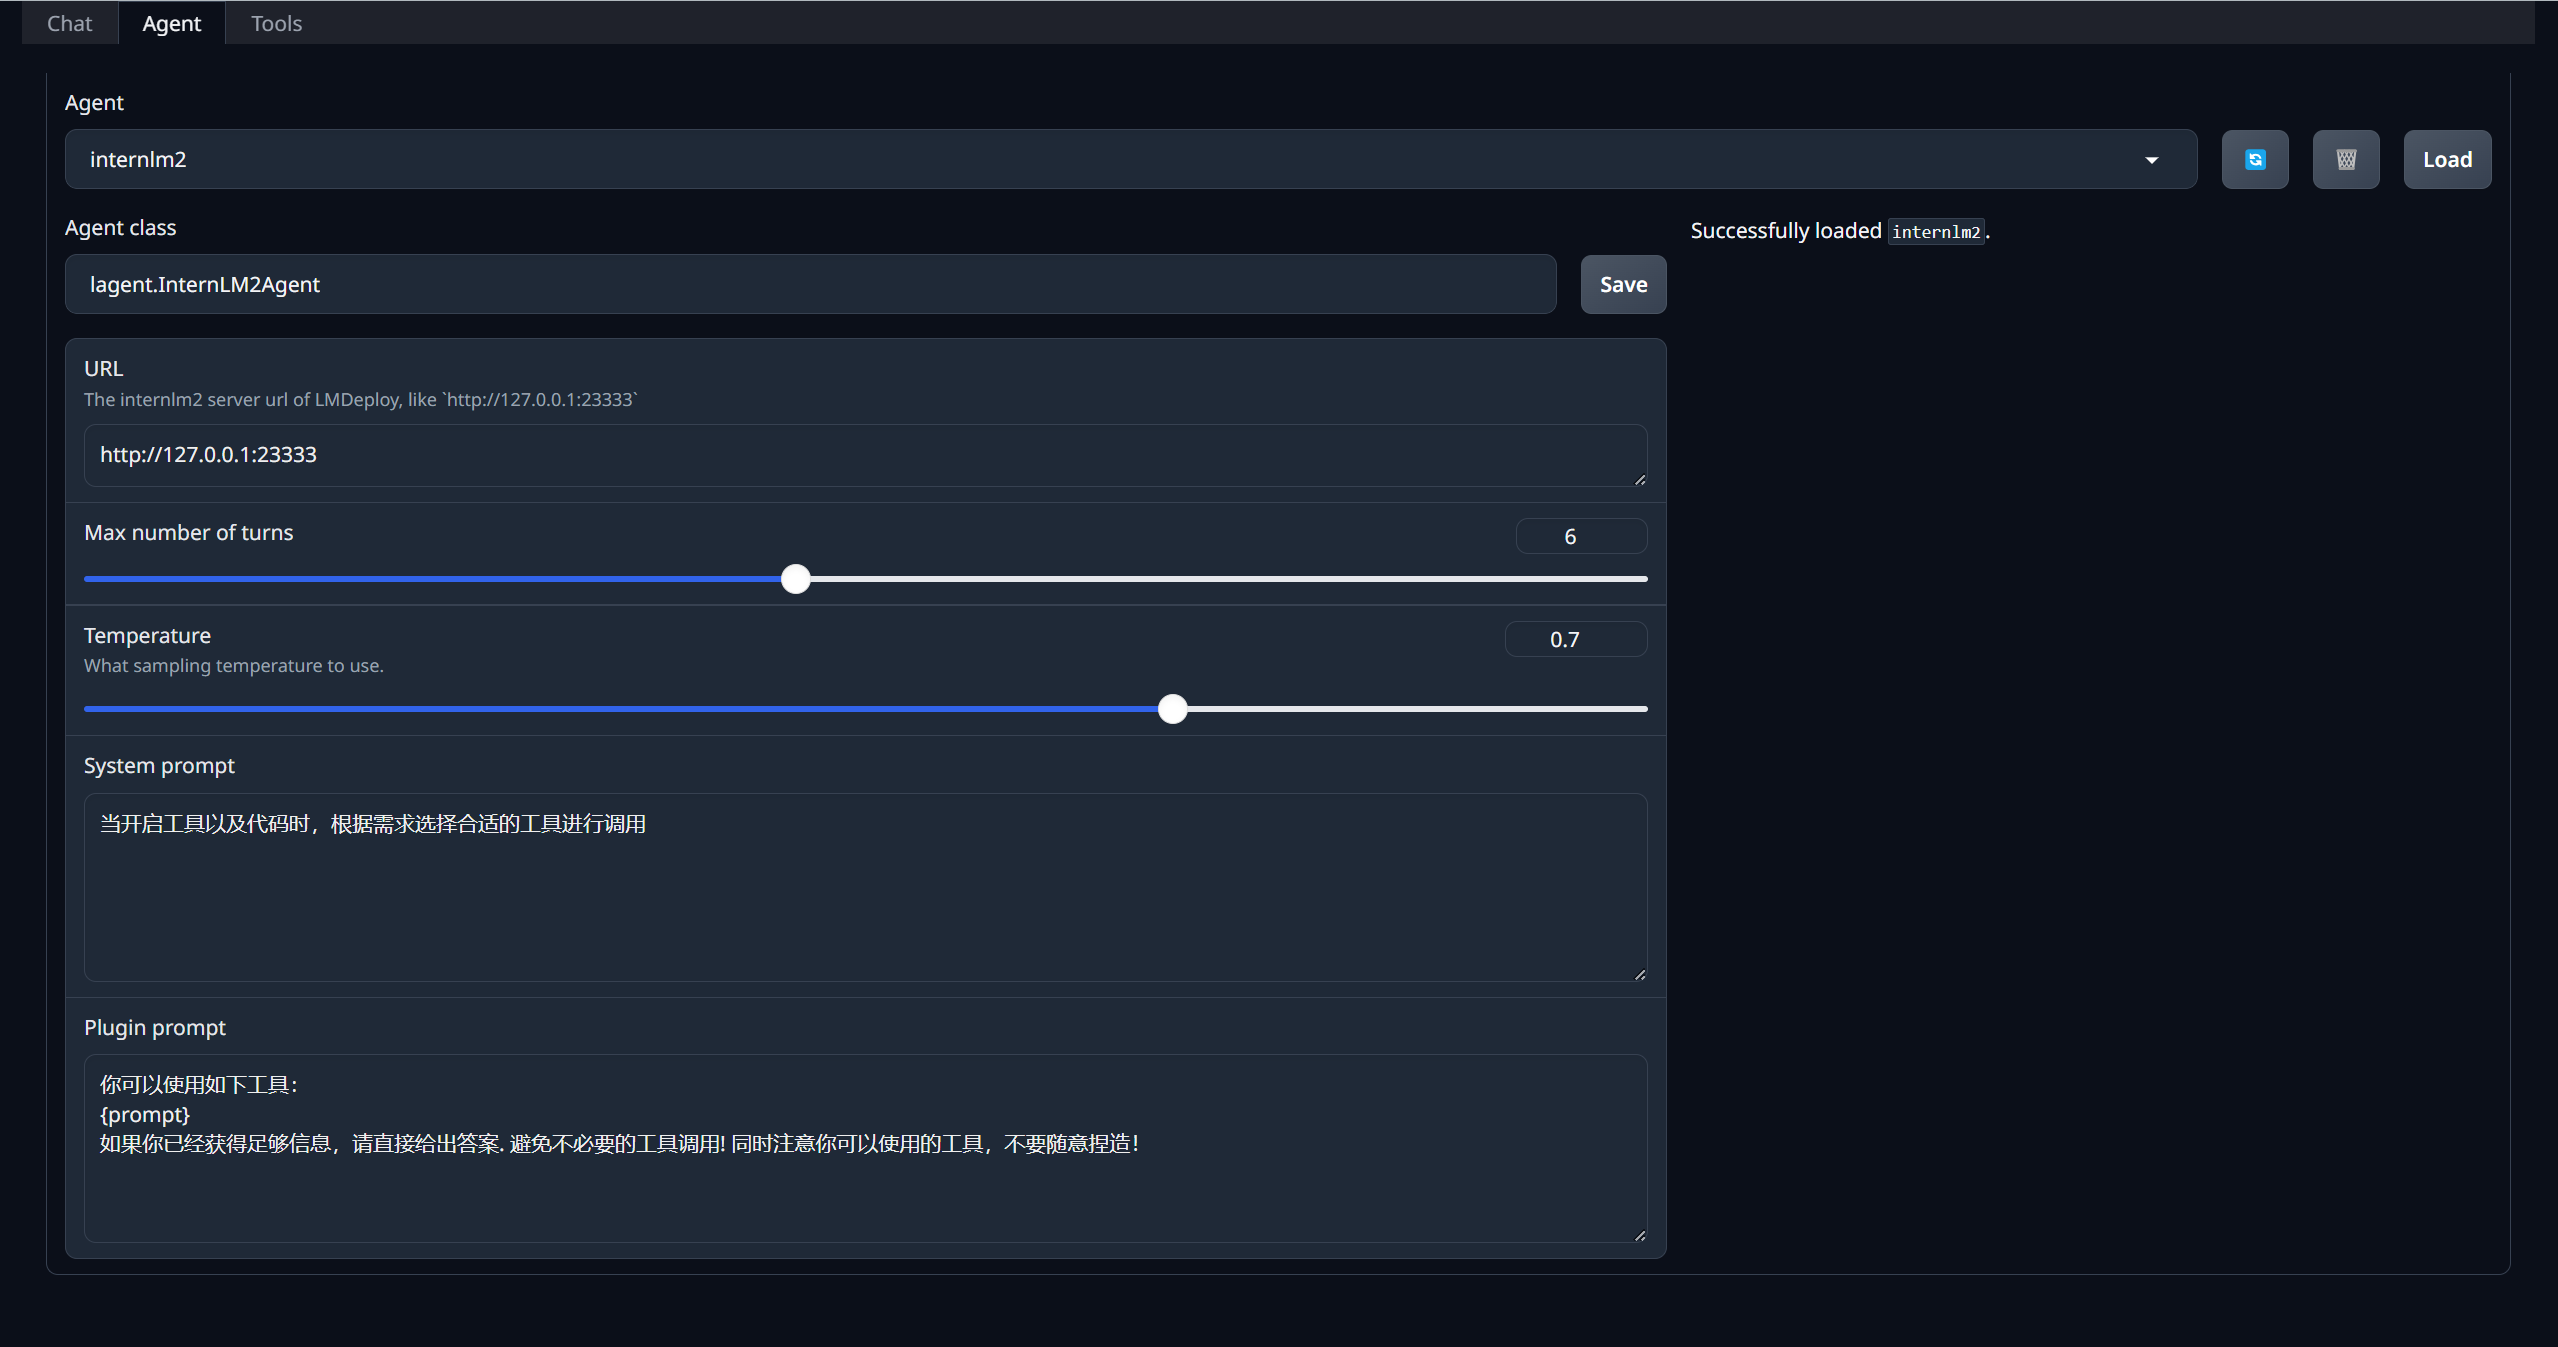 Chat Agent Tools
Agent
internlm2
Load
Agent class
Successfully loaded internlm2.
lagent.InternLM2Agent
Save
URL
The internlm2 server url of LMDeploy, like `http://127.0.0.1:23333`
http://127.0.0.1:23333
Max number of turns
6
Temperature
0.7
What sampling temperature to use.
System prompt
当开启工具以及代码时，根据需求选择合适的工具进行调用
Plugin prompt
你可以使用如下工具：
{prompt}
如果你已经获得足够信息，请直接给出答案. 避免不必要的工具调用! 同时注意你可以使用的工具，不要随意捏造！